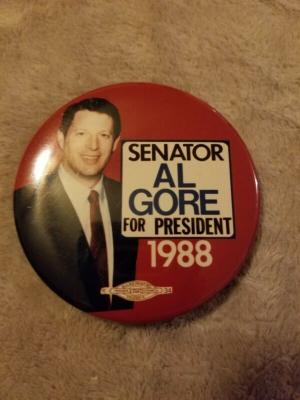 SENATOR
AL
GORE
FOR PRESIDENT
1988